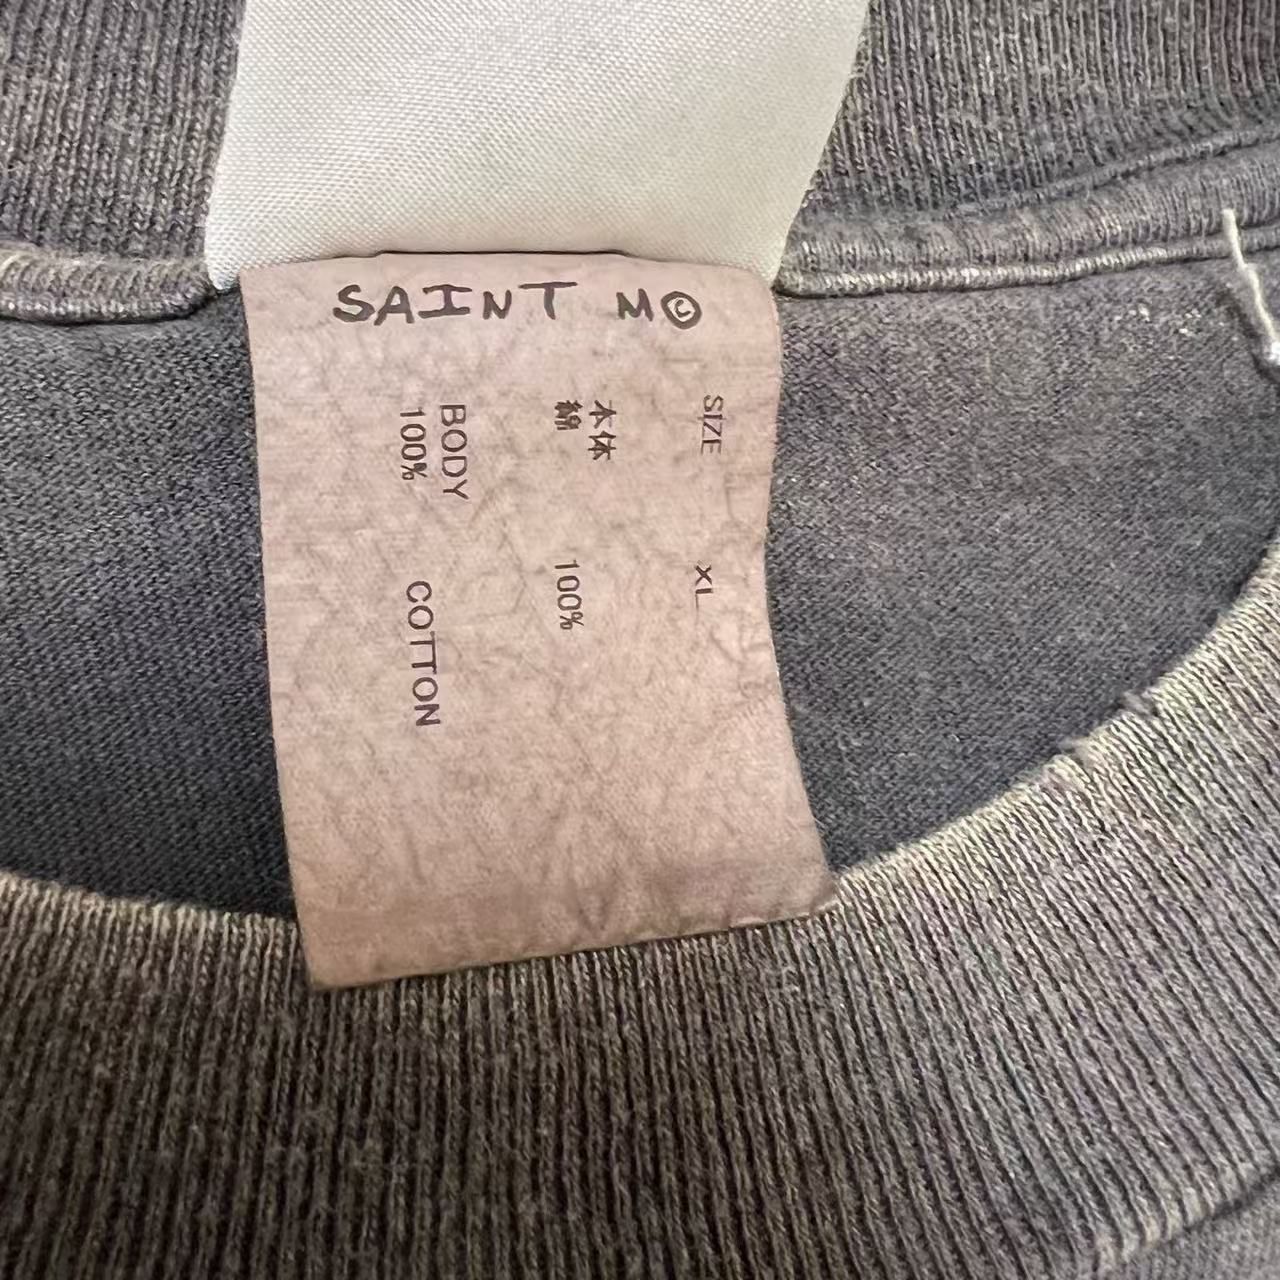 SAINT M©
SIZE XL
本体
綿 100%
BODY
100% COTTON